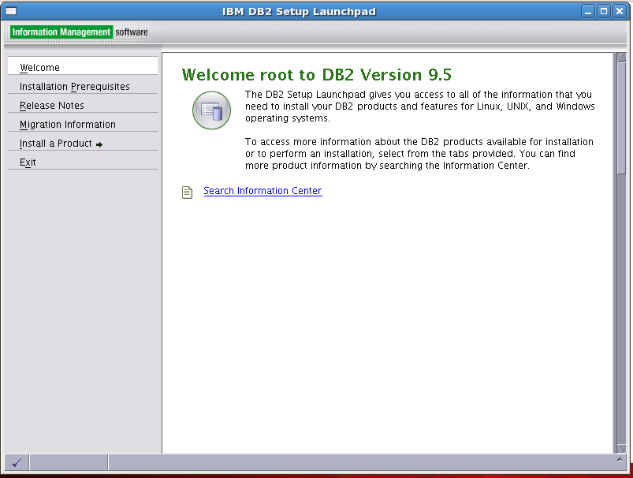 IBM DB2 Setup Launchpad
Information Management software
Welcome
Installation Prerequisites
Release Notes
Migration Information
Install a Product
Exit
Welcome root to DB2 Version 9.5
The DB2 Setup Launchpad gives you access to all of the information that you
need to install your DB2 products and features for Linux, UNIX, and Windows
operating systems.
To access more information about the DB2 products available for installation
or to perform an installation, select from the tabs provided. You can find
more product information by searching the Information Center.
Search Information Center